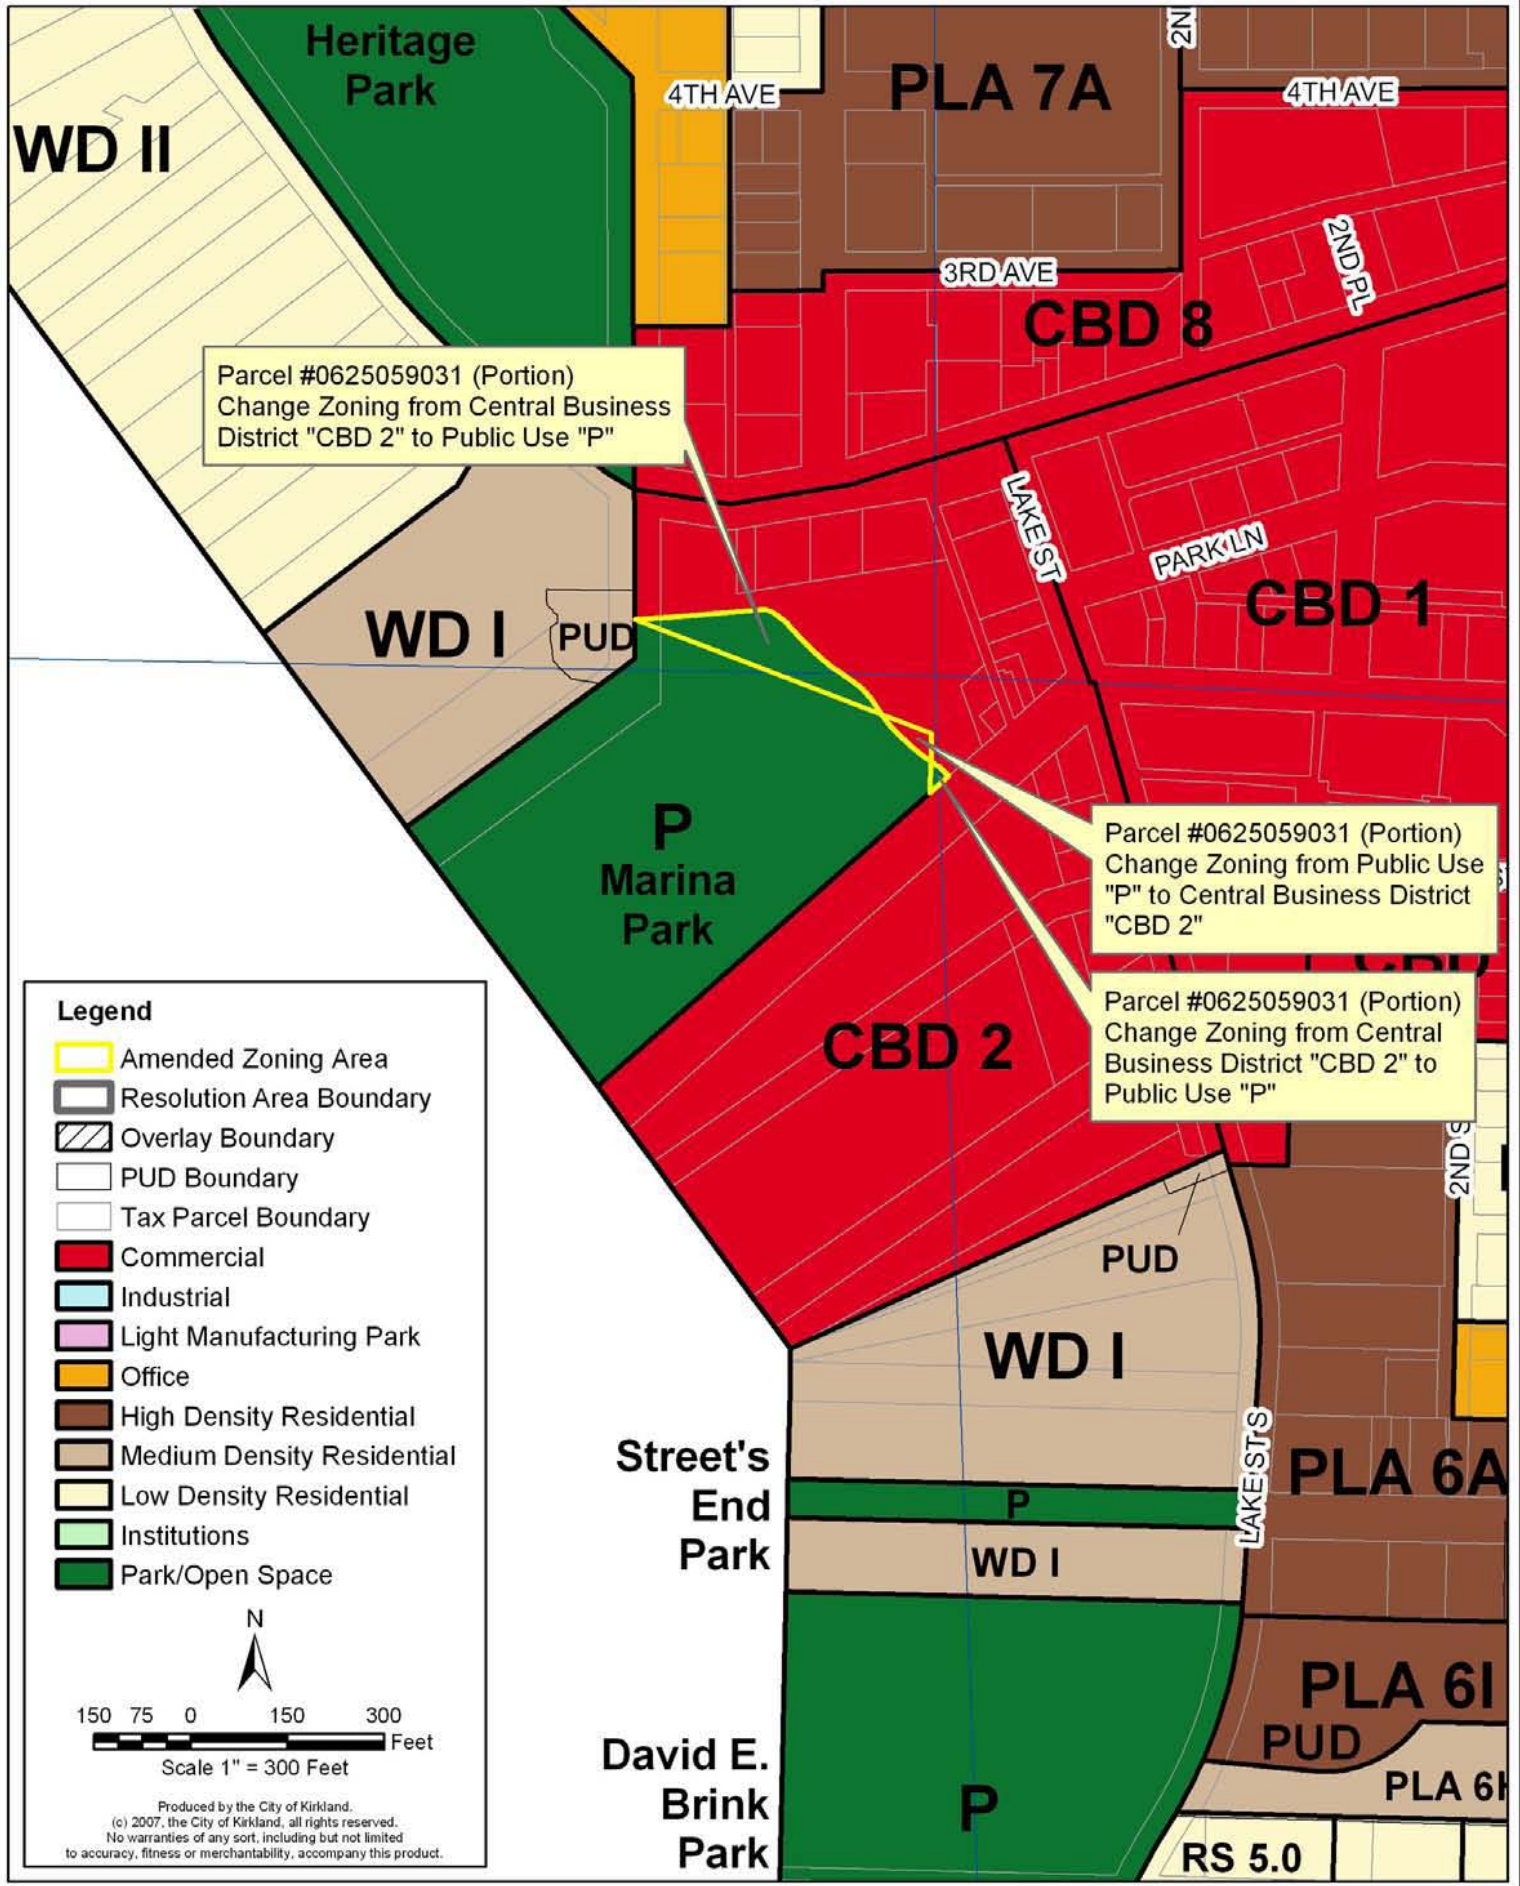 Heritage
Park
WD II
4TH AVE
PLA 7A
2N
4TH AVE
2ND PL
3RD AVE
CBD 8
Parcel #0625059031 (Portion)
Change Zoning from Central Business
District "CBD 2" to Public Use "P"
LAKE ST
PARK LN
CBD 1
WD I
PUD
P
Marina
Park
Parcel #0625059031 (Portion)
Change Zoning from Public Use
"P" to Central Business District
"CBD 2"
CBD
Parcel #0625059031 (Portion)
Change Zoning from Central
Business District "CBD 2" to
Public Use "P"
CBD 2
2ND S
PUD
WD I
Street's
End
Park
P
LAKE ST S
PLA 6A
WD I
PLA 6I
PUD
David E.
Brink
Park
P
PLA 6H
RS 5.0
Legend
Amended Zoning Area
Resolution Area Boundary
Overlay Boundary
PUD Boundary
Tax Parcel Boundary
Commercial
Industrial
Light Manufacturing Park
Office
High Density Residential
Medium Density Residential
Low Density Residential
Institutions
Park/Open Space
N
150 75 0 150 300
Feet
Scale 1" = 300 Feet
Produced by the City of Kirkland.
(c) 2007, the City of Kirkland, all rights reserved.
No warranties of any sort, including but not limited
to accuracy, fitness or merchantability, accompany this product.